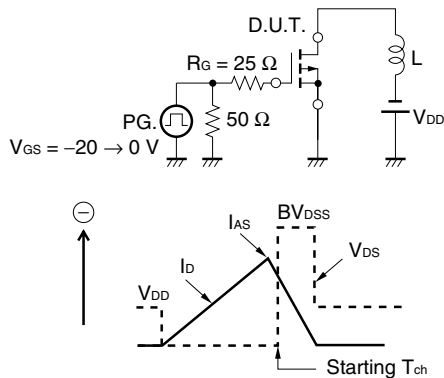 D.U.T.
RG = 25 Ω
L
PG.
50 Ω
VDD
VGS = −20 → 0 V
−
IAS
BVDSS
ID
VDS
VDD
Starting Tch